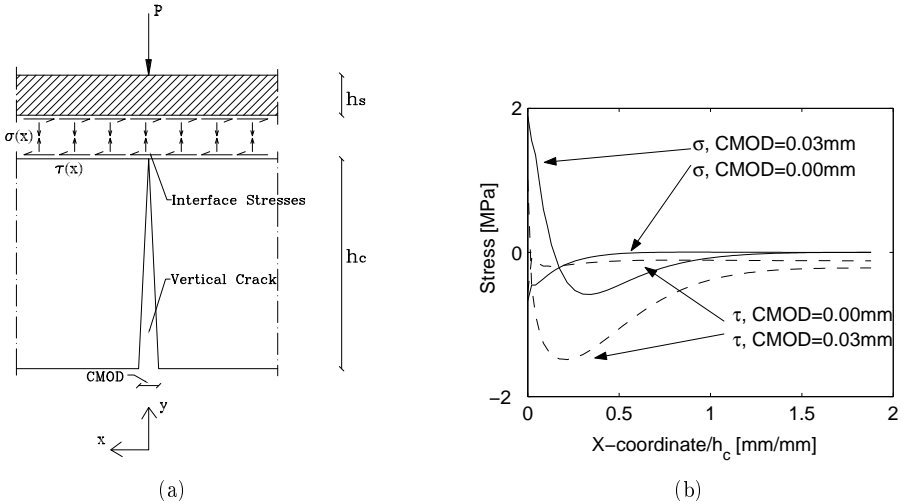 P
hs
σ(x)
τ(x)
Interface Stresses
hc
Vertical Crack
CMOD
y
x
(a)
2
σ, CMOD=0.03mm
σ, CMOD=0.00mm
Stress [MPa]
0
τ, CMOD=0.00mm
τ, CMOD=0.03mm
−2
0 0.5 1 1.5 2
X−coordinate/h_c [mm/mm]
(b)